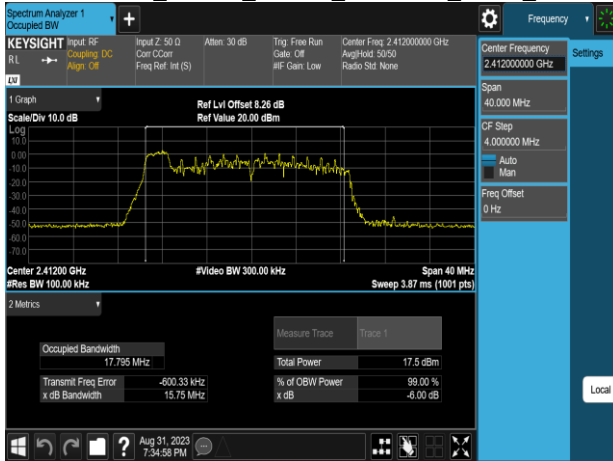 Spectrum Analyzer 1
Occupied BW
Frequency
KEYSIGHT
Input: RF
Coupling: DC
Align: Off
RL
LXI
Input Z: 50 Ω
Corr CCorr
Freq Ref: Int (S)
Atten: 30 dB
Trig: Free Run
Gate: Off
#IF Gain: Low
Center Freq: 2.412000000 GHz
Avg|Hold: 50/50
Radio Std: None
Center Frequency
2.412000000 GHz
Settings
Span
40.000 MHz
CF Step
4.000000 MHz
Auto
Man
Freq Offset
0 Hz
Local
1 Graph
Scale/Div 10.0 dB
Ref Lvl Offset 8.26 dB
Ref Value 20.00 dBm
Log
10.0
0.00
-10.0
-20.0
-30.0
-40.0
-50.0
-60.0
-70.0
Center 2.41200 GHz
#Video BW 300.00 kHz
Span 40 MHz
#Res BW 100.00 kHz
Sweep 3.87 ms (1001 pts)
2 Metrics
Measure Trace
Trace 1
Occupied Bandwidth
17.795 MHz
Total Power
17.5 dBm
Transmit Freq Error
-600.33 kHz
% of OBW Power
99.00 %
x dB Bandwidth
15.75 MHz
x dB
-6.00 dB
?
Aug 31, 2023
7:34:58 PM